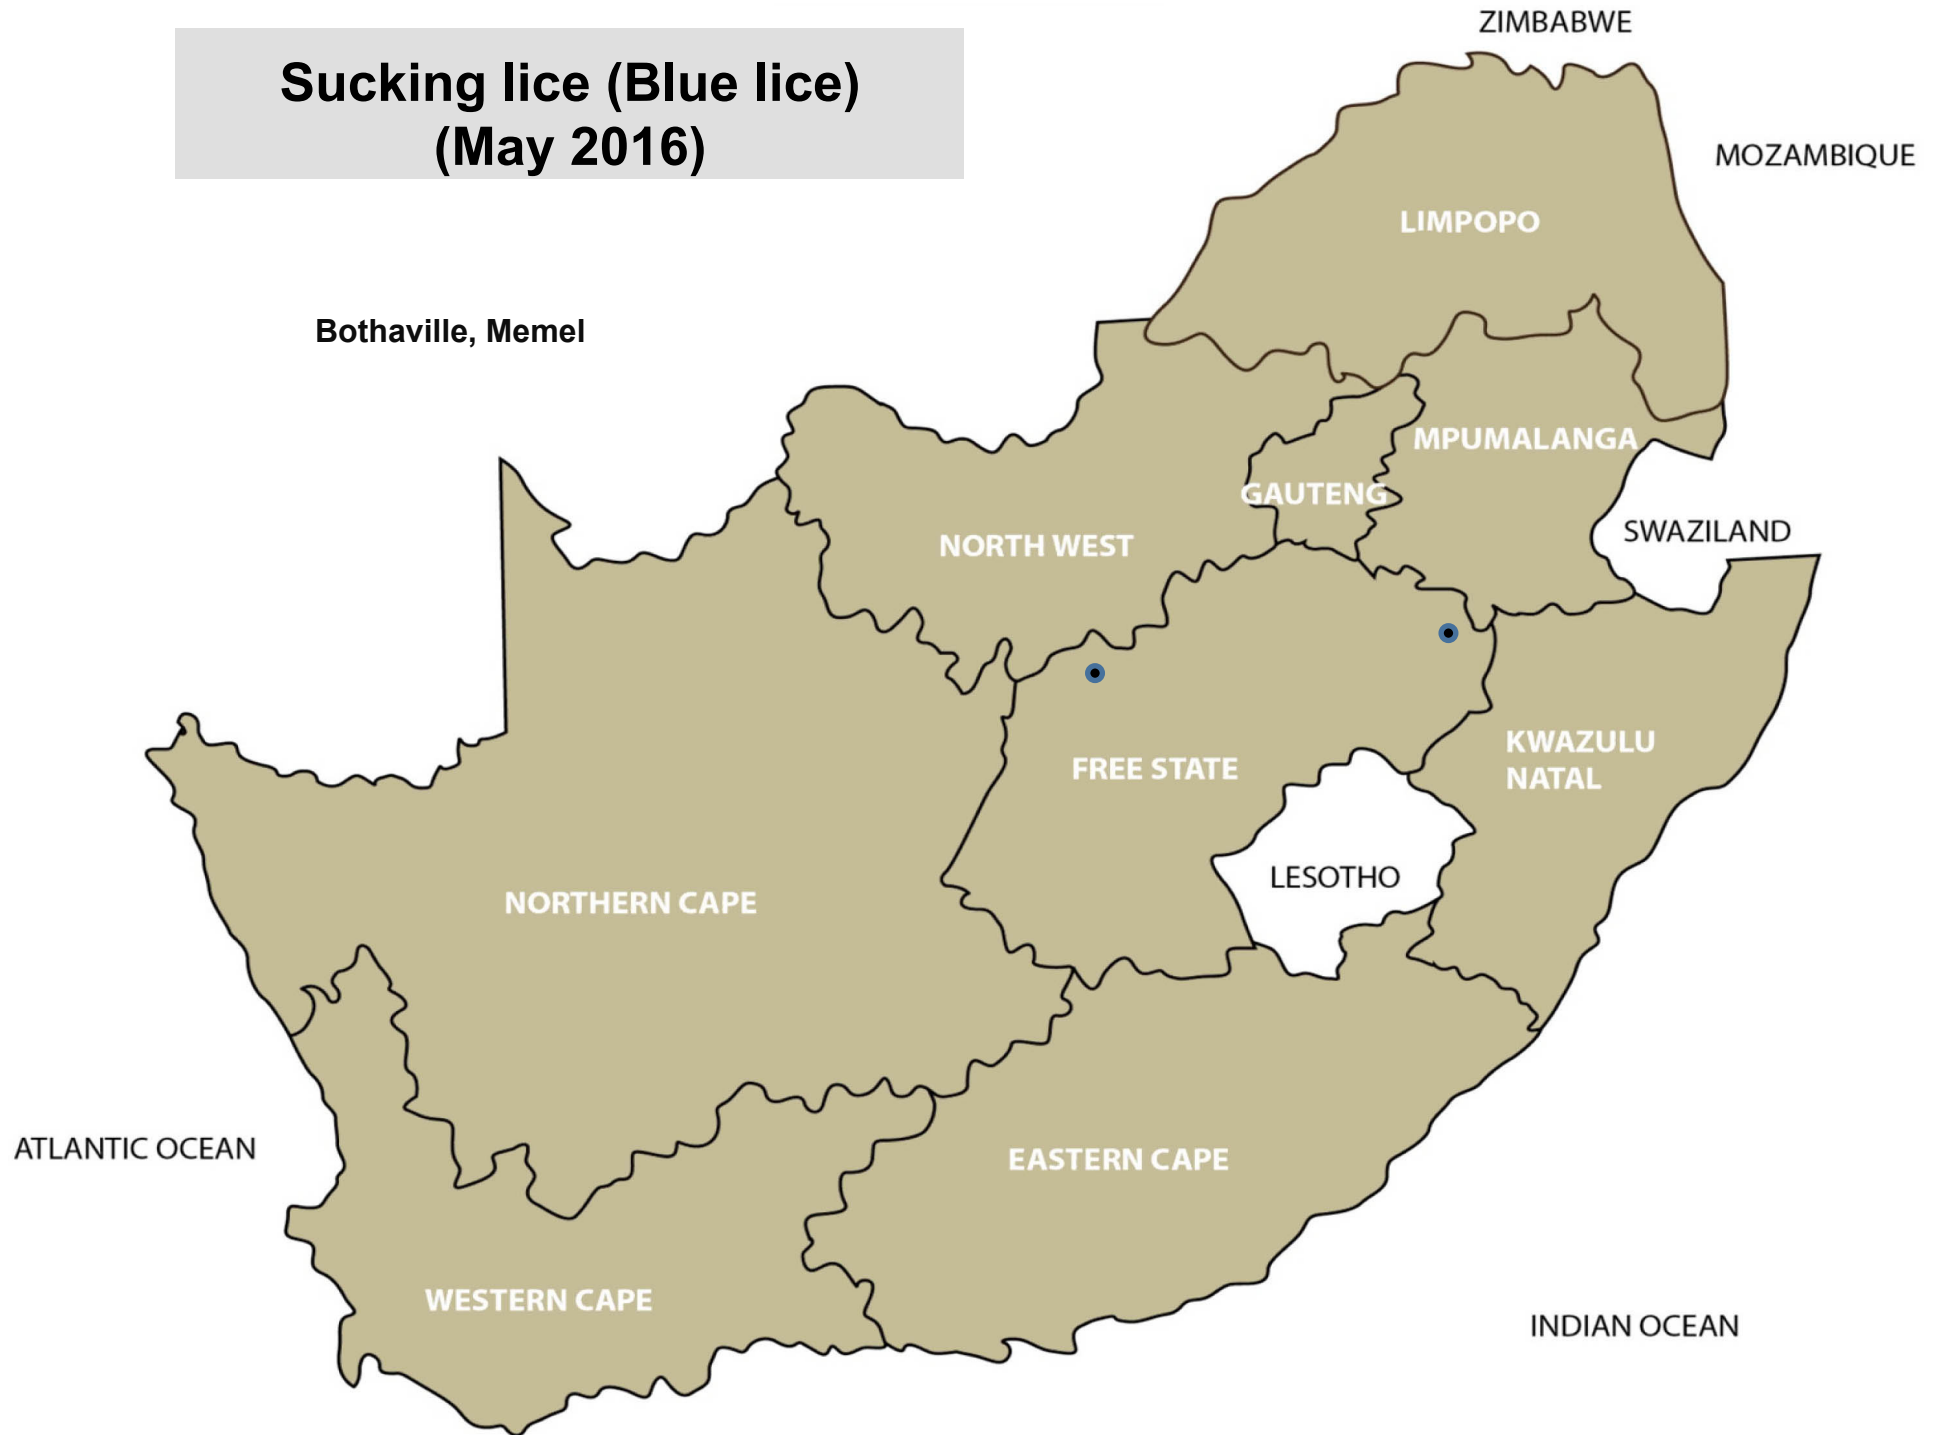 ZIMBABWE
Sucking lice (Blue lice)
(May 2016)
MOZAMBIQUE
LIMPOPO
Bothaville, Memel
MPUMALANGA
GAUTENG
SWAZILAND
NORTH WEST
KWAZULU
NATAL
FREE STATE
LESOTHO
NORTHERN CAPE
ATLANTIC OCEAN
EASTERN CAPE
WESTERN CAPE
INDIAN OCEAN